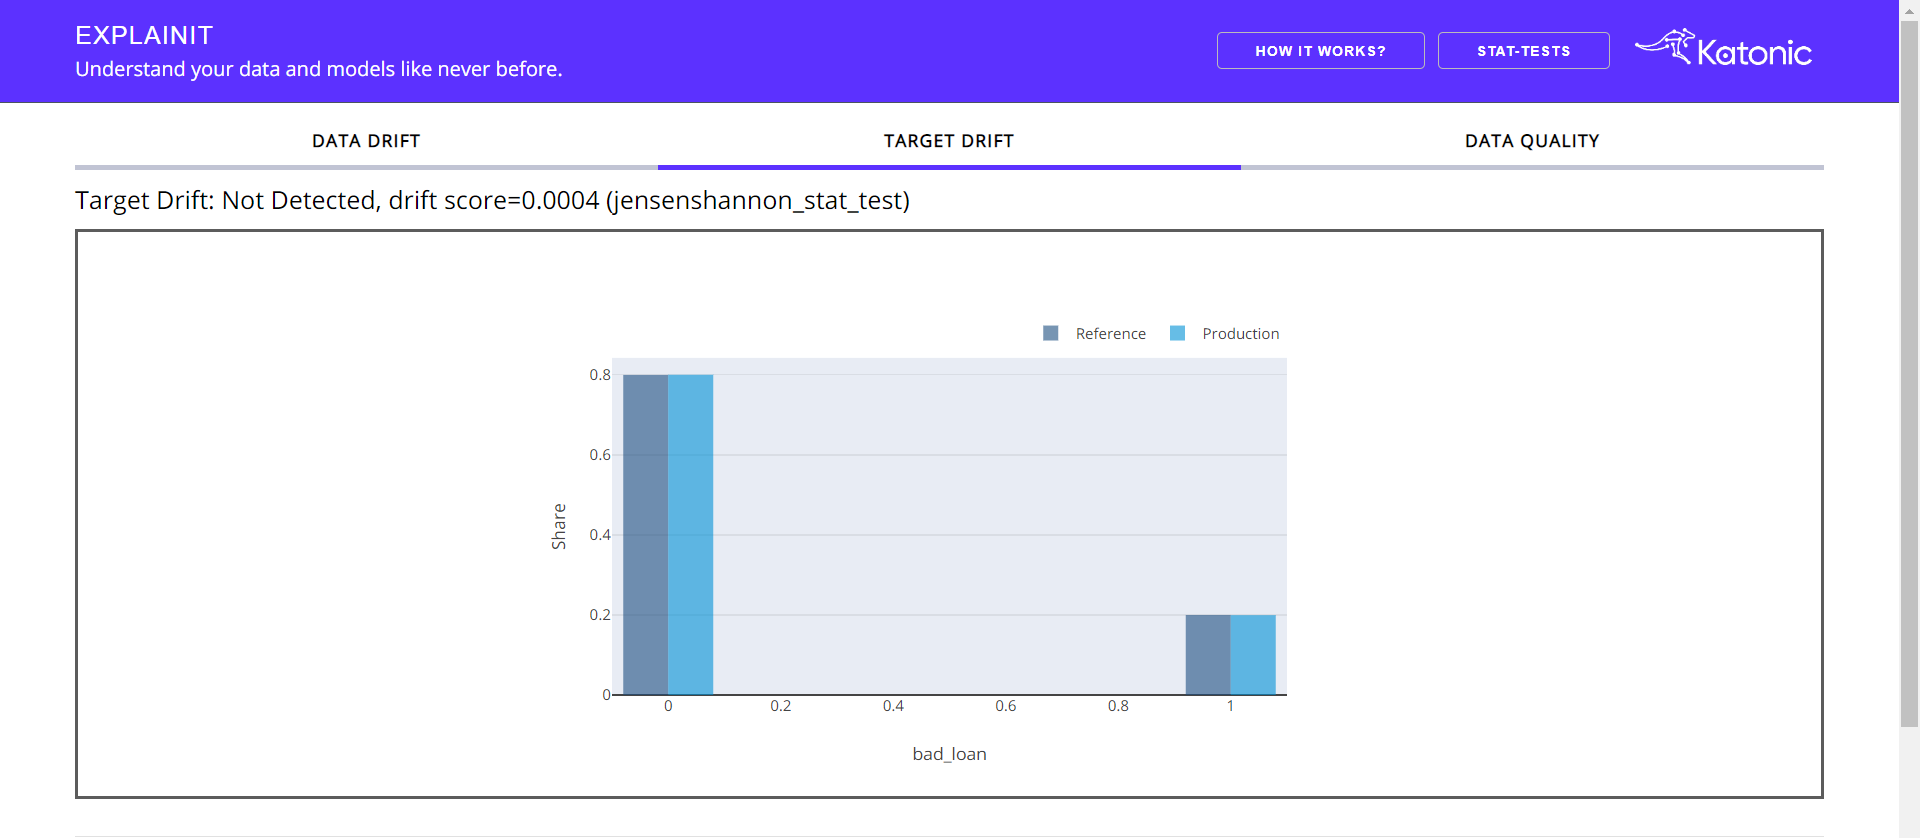 EXPLAINIT
Understand your data and models like never before.
HOW IT WORKS?
STAT-TESTS
Katonic
DATA DRIFT
TARGET DRIFT
DATA QUALITY
Target Drift: Not Detected, drift score=0.0004 (jensenshannon_stat_test)
Reference
Production
0.8
0.6
0.4
0.2
0
Share
0
0.2
0.4
0.6
0.8
1
bad_loan